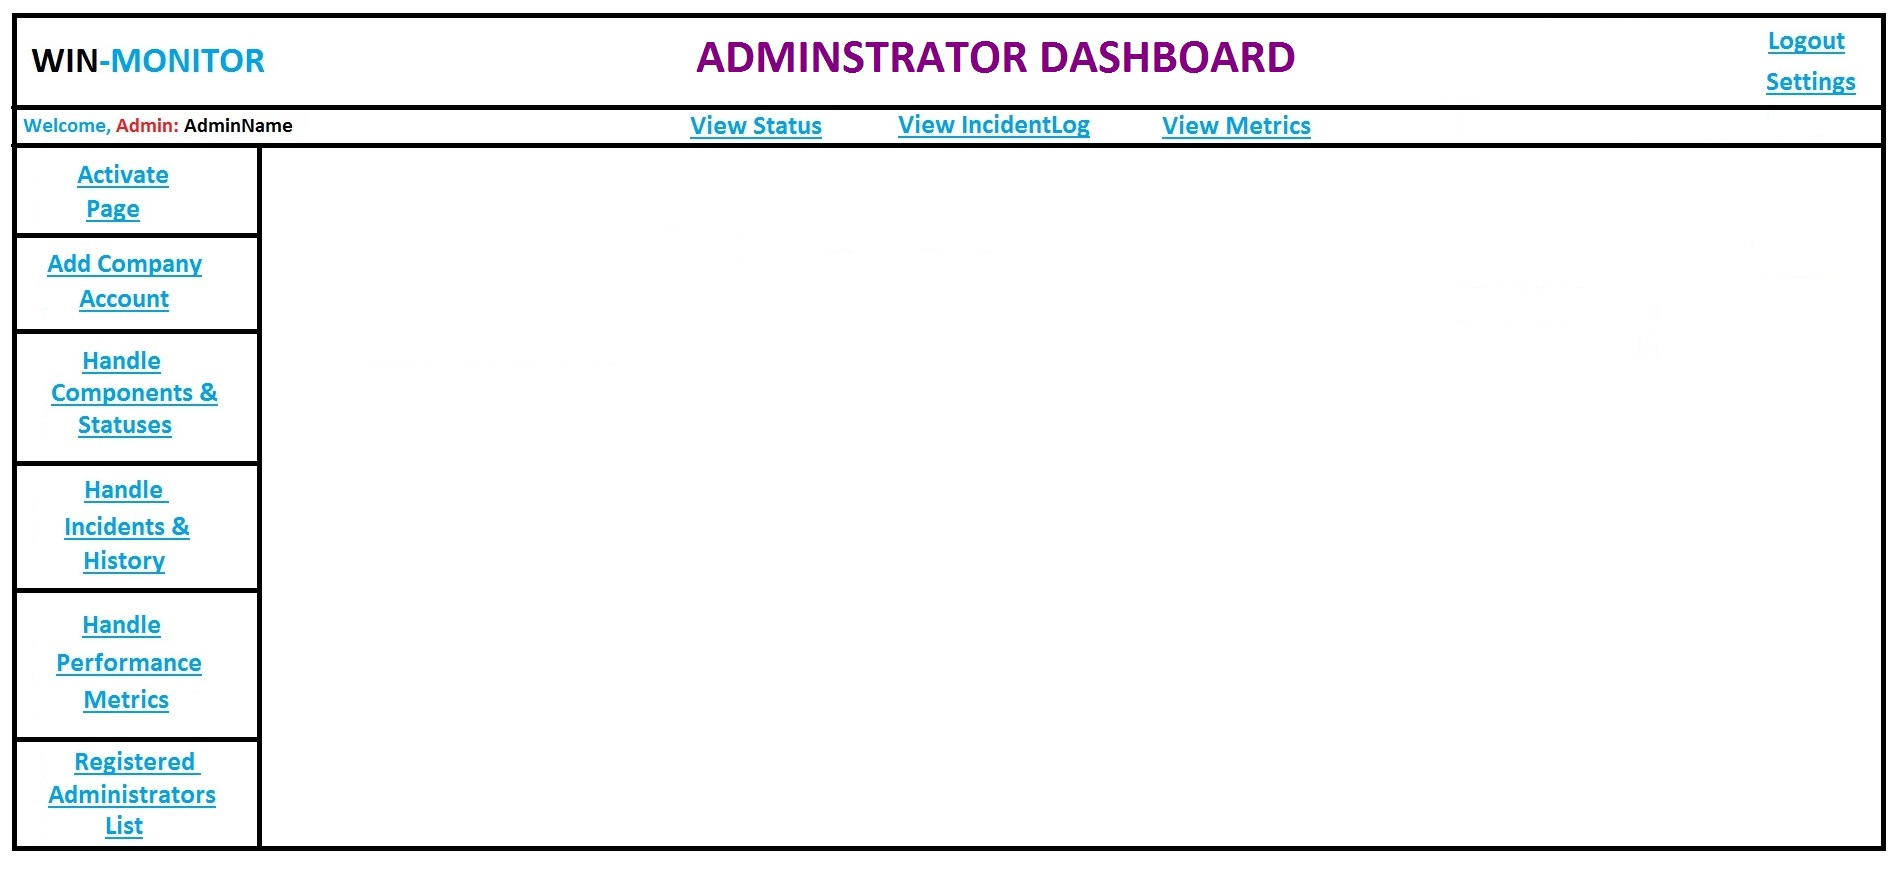 WIN-MONITOR
ADMINSTRATOR DASHBOARD
Logout
Settings
Welcome, Admin: AdminName
View Status
View IncidentLog
View Metrics
Activate
Page
Add Company
Account
Handle
Components &
Statuses
Handle
Incidents &
History
Handle
Performance
Metrics
Registered
Administrators
List